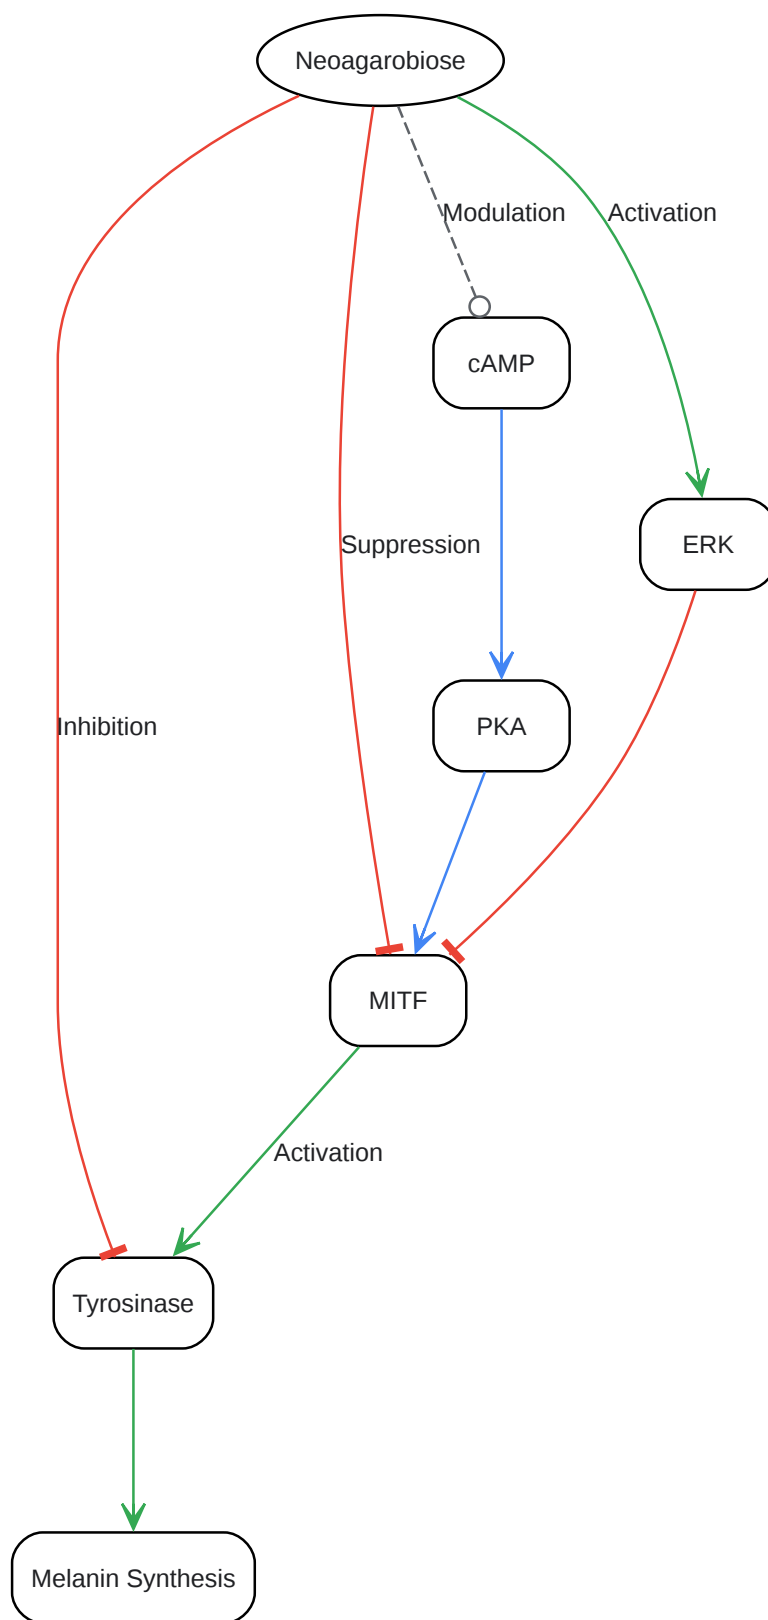 Neoagarobiose
Modulation
Activation
cAMP
Suppression
ERK
Inhibition
PKA
MITF
Activation
Tyrosinase
Melanin Synthesis